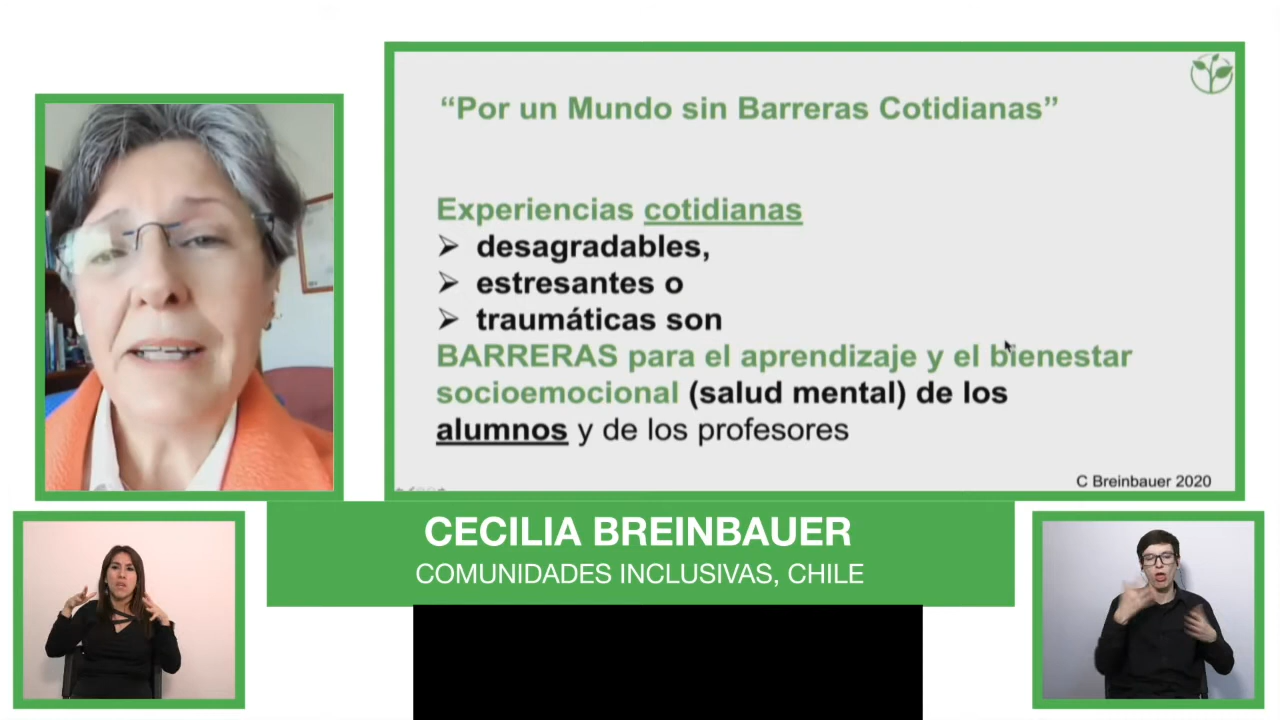 “Por un Mundo sin Barreras Cotidianas”
Experiencias cotidianas
➢ desagradables,
➢ estresantes o
➢ traumáticas son
BARRERAS para el aprendizaje y el bienestar
socioemocional (salud mental) de los
alumnos y de los profesores
C Breinbauer 2020
CECILIA BREINBAUER
COMUNIDADES INCLUSIVAS, CHILE